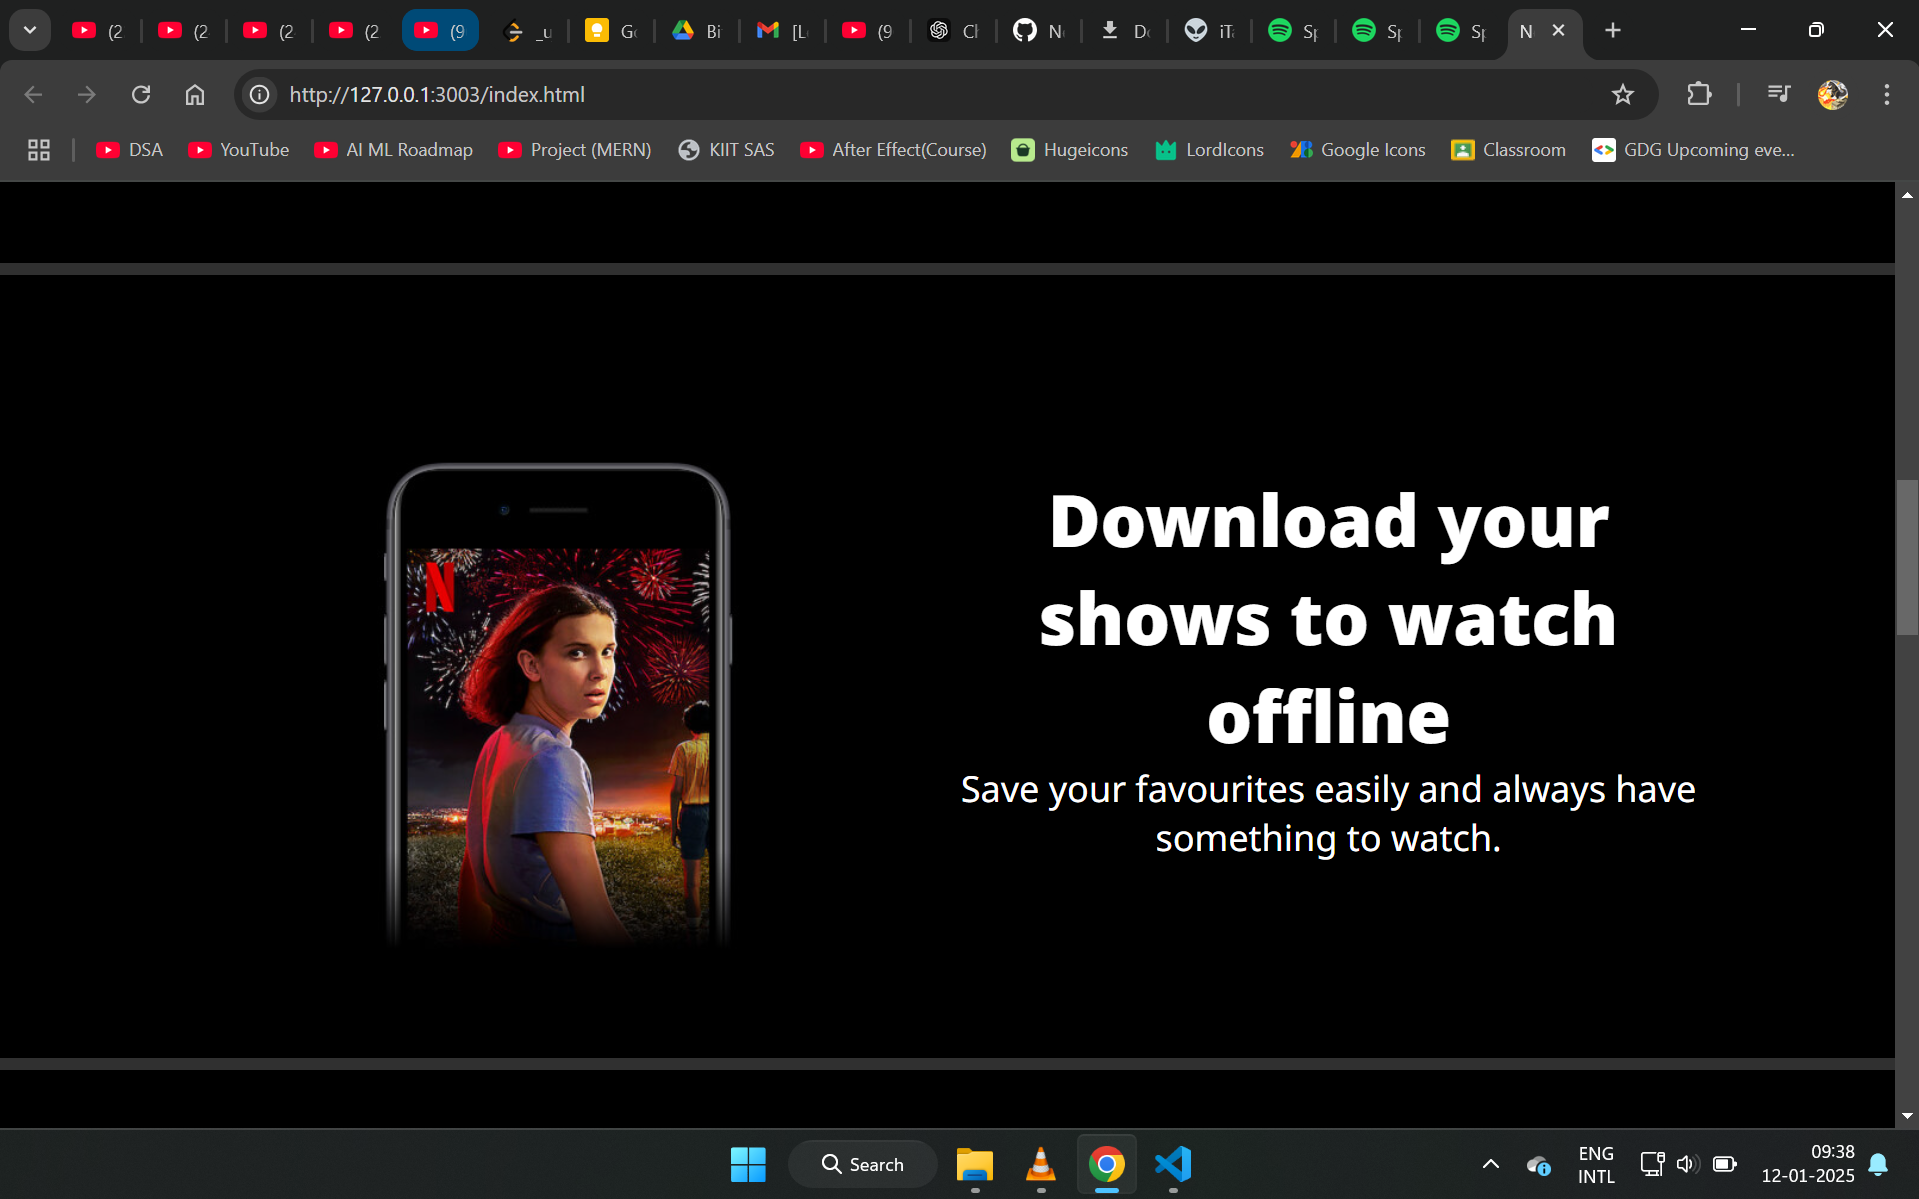 (2 (2 (2 (2 (9 _u G Bi [L (9 Cl N D iT Sp Sp Sp N
http://127.0.0.1:3003/index.html
DSA YouTube AI ML Roadmap Project (MERN) KIIT SAS After Effect(Course) Hugeicons LordIcons Google Icons Classroom GDG Upcoming eve...
N
Download your
shows to watch
offline
Save your favourites easily and always have
something to watch.
Search
ENG
INTL
09:38
12-01-2025